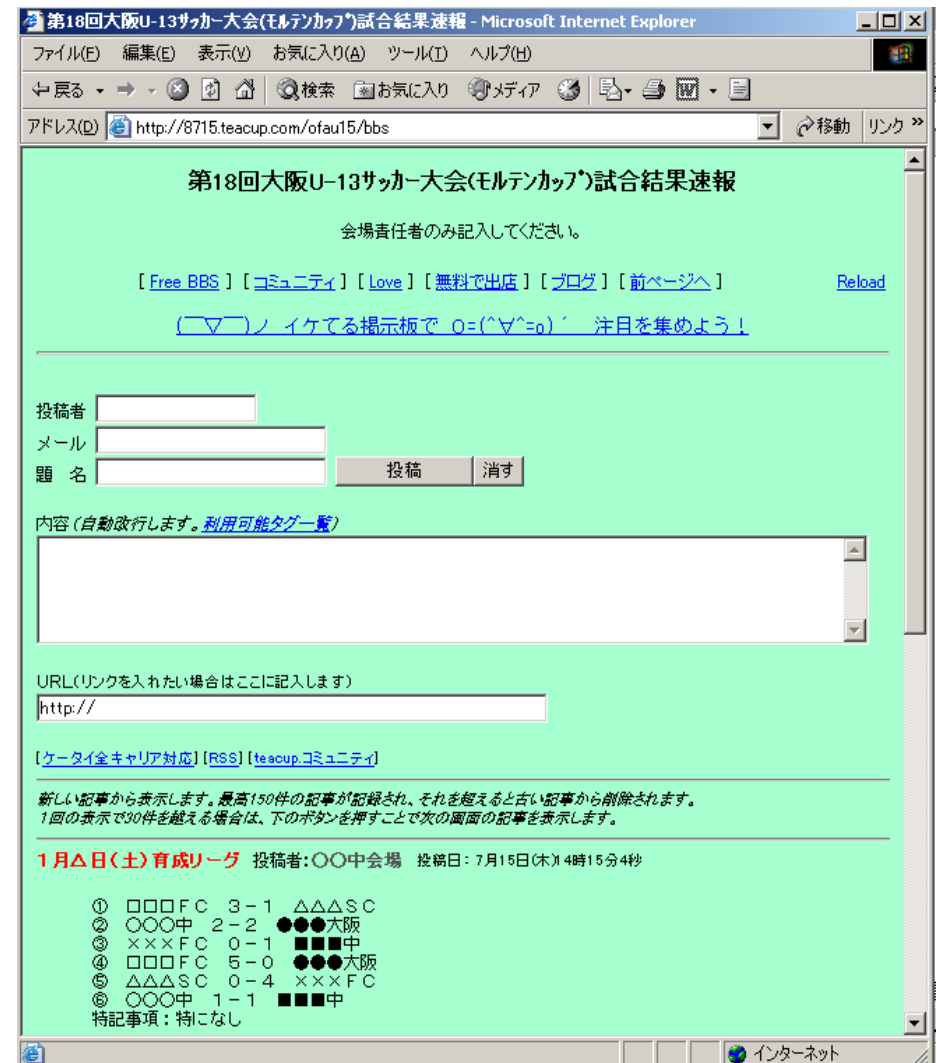 第18回大阪U-13サッカー大会(モルテンカップ)試合結果速報 - Microsoft Internet Explorer
ファイル(F) 編集(E) 表示(V) お気に入り(A) ツール(T) ヘルプ(H)
戻る 検索 お気に入り メディア
アドレス(D) http://8715.teacup.com/ofau15/bbs 移動 リンク »
第18回大阪U-13サッカー大会(モルテンカップ)試合結果速報
会場責任者のみ記入してください。
[ Free BBS ] [ コミュニティ ] [ Love ] [ 無料で出店 ] [ ブログ ] [ 前ページへ ] Reload
(￣▽￣)ノ イケてる掲示板で O=(^∀^=o)´ 注目を集めよう！
投稿者
メール
題 名 投稿 消す
内容(自動改行します。利用可能タグ一覧)
URL(リンクを入れたい場合はここに記入します)
http://
[ケータイ全キャリア対応] [RSS] [teacup.コミュニティ]
新しい記事から表示します。最高150件の記事が記録され、それを超えると古い記事から削除されます。
1回の表示で30件を越える場合は、下のボタンを押すことで次の画面の記事を表示します。
1月△日(土)育成リーグ 投稿者:〇〇中会場 投稿日:7月15日(木)14時15分4秒
① □□□FC 3-1 △△△SC
② 〇〇〇中 2-2 ●●●大阪
③ ×××FC 0-1 ■■■中
④ □□□FC 5-0 ●●●大阪
⑤ △△△SC 0-4 ×××FC
⑥ 〇〇〇中 1-1 ■■■中
特記事項:特になし
インターネット